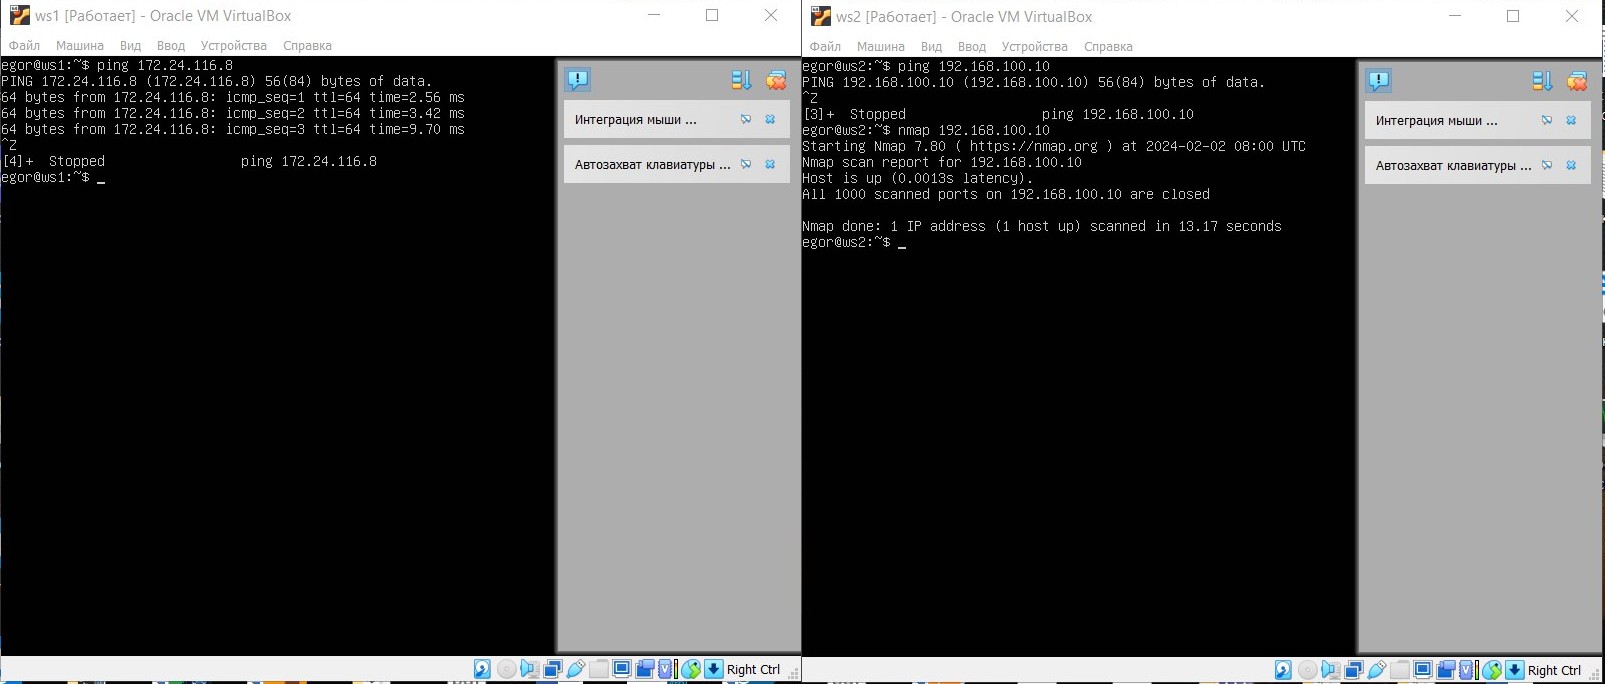 ws1 [Работает] - Oracle VM VirtualBox
Файл Машина Вид Ввод Устройства Справка
egor@ws1:~$ ping 172.24.116.8
PING 172.24.116.8 (172.24.116.8) 56(84) bytes of data.
64 bytes from 172.24.116.8: icmp_seq=1 ttl=64 time=2.56 ms
64 bytes from 172.24.116.8: icmp_seq=2 ttl=64 time=3.42 ms
64 bytes from 172.24.116.8: icmp_seq=3 ttl=64 time=9.70 ms
^Z
[4]+  Stopped                 ping 172.24.116.8
egor@ws1:~$ _
Интеграция мыши ...
Автозахват клавиатуры ...
Right Ctrl
ws2 [Работает] - Oracle VM VirtualBox
Файл Машина Вид Ввод Устройства Справка
egor@ws2:~$ ping 192.168.100.10
PING 192.168.100.10 (192.168.100.10) 56(84) bytes of data.
^Z
[3]+  Stopped                 ping 192.168.100.10
egor@ws2:~$ nmap 192.168.100.10
Starting Nmap 7.80 ( https://nmap.org ) at 2024-02-02 08:00 UTC
Nmap scan report for 192.168.100.10
Host is up (0.0013s latency).
All 1000 scanned ports on 192.168.100.10 are closed
Nmap done: 1 IP address (1 host up) scanned in 13.17 seconds
egor@ws2:~$ _
Интеграция мыши ...
Автозахват клавиатуры ...
Right Ctrl